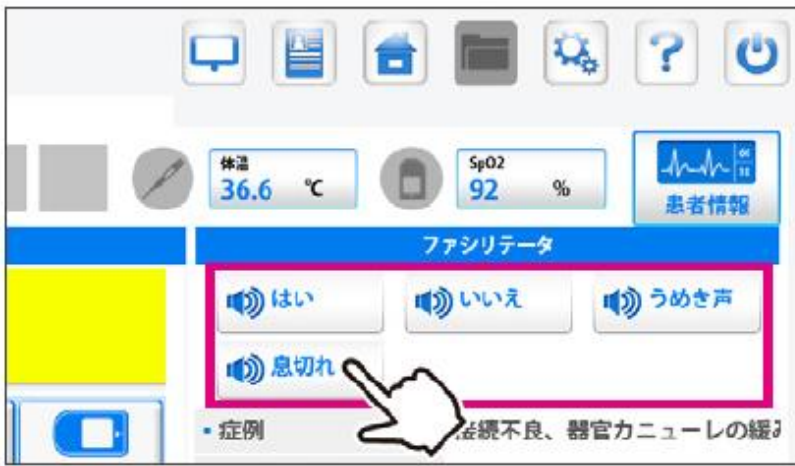 ?
体温
36.6 ℃
SpO2
92 %
患者情報
ファシリテータ
はい
いいえ
うめき声
息切れ
・症例
接続不良、器官カニューレの緩み